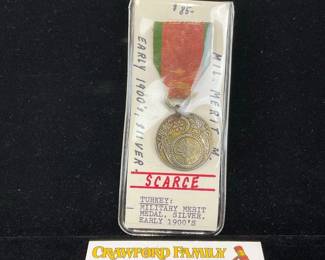 $85-
EARLY 1900'S, SILVER.
MIL. MERIT M.
SCARCE
TURKEY:
MILITARY MERIT
MEDAL, SILVER,
EARLY 1900'S
CRAWFORD FAMILY